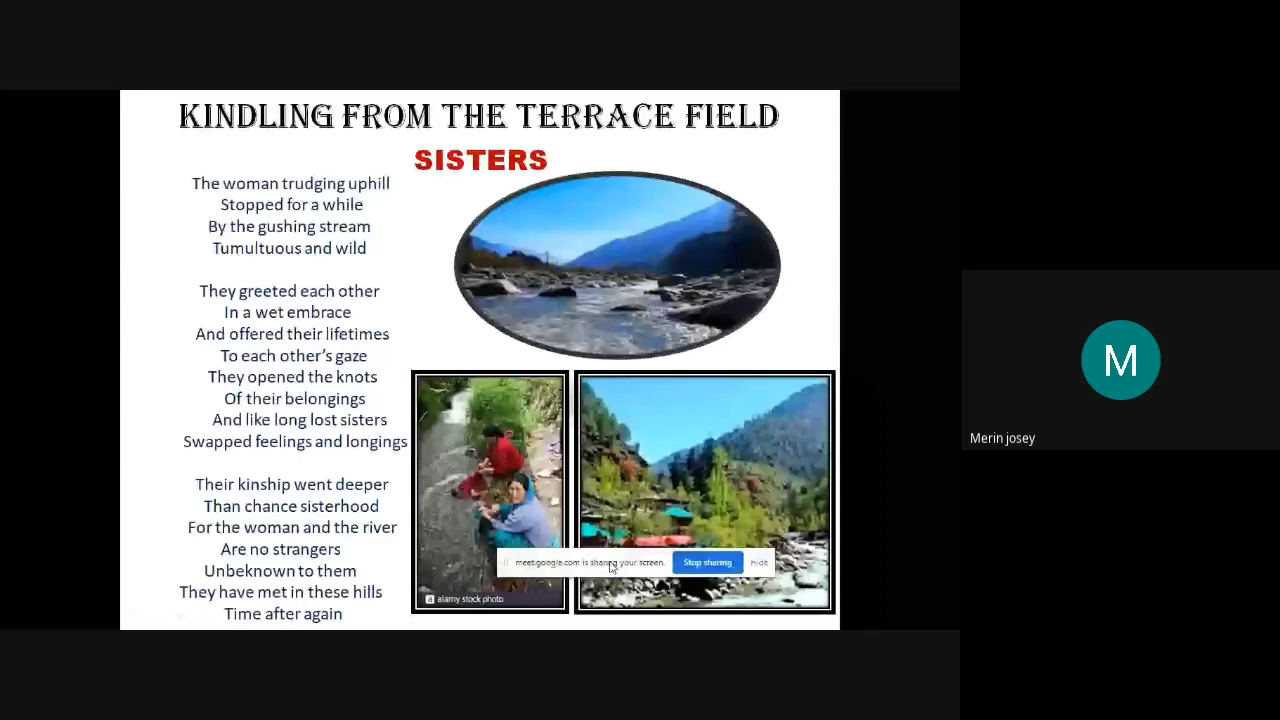 KINDLING FROM THE TERRACE FIELD
SISTERS
The woman trudging uphill
Stopped for a while
By the gushing stream
Tumultuous and wild
They greeted each other
In a wet embrace
And offered their lifetimes
To each other's gaze
They opened the knots
Of their belongings
And like long lost sisters
Swapped feelings and longings
Their kinship went deeper
Than chance sisterhood
For the woman and the river
Are no strangers
Unbeknown to them
They have met in these hills
Time after again
meet.google.com is sharing your screen.
Stop sharing
Hide
a alamy stock photo
M
Merin josey